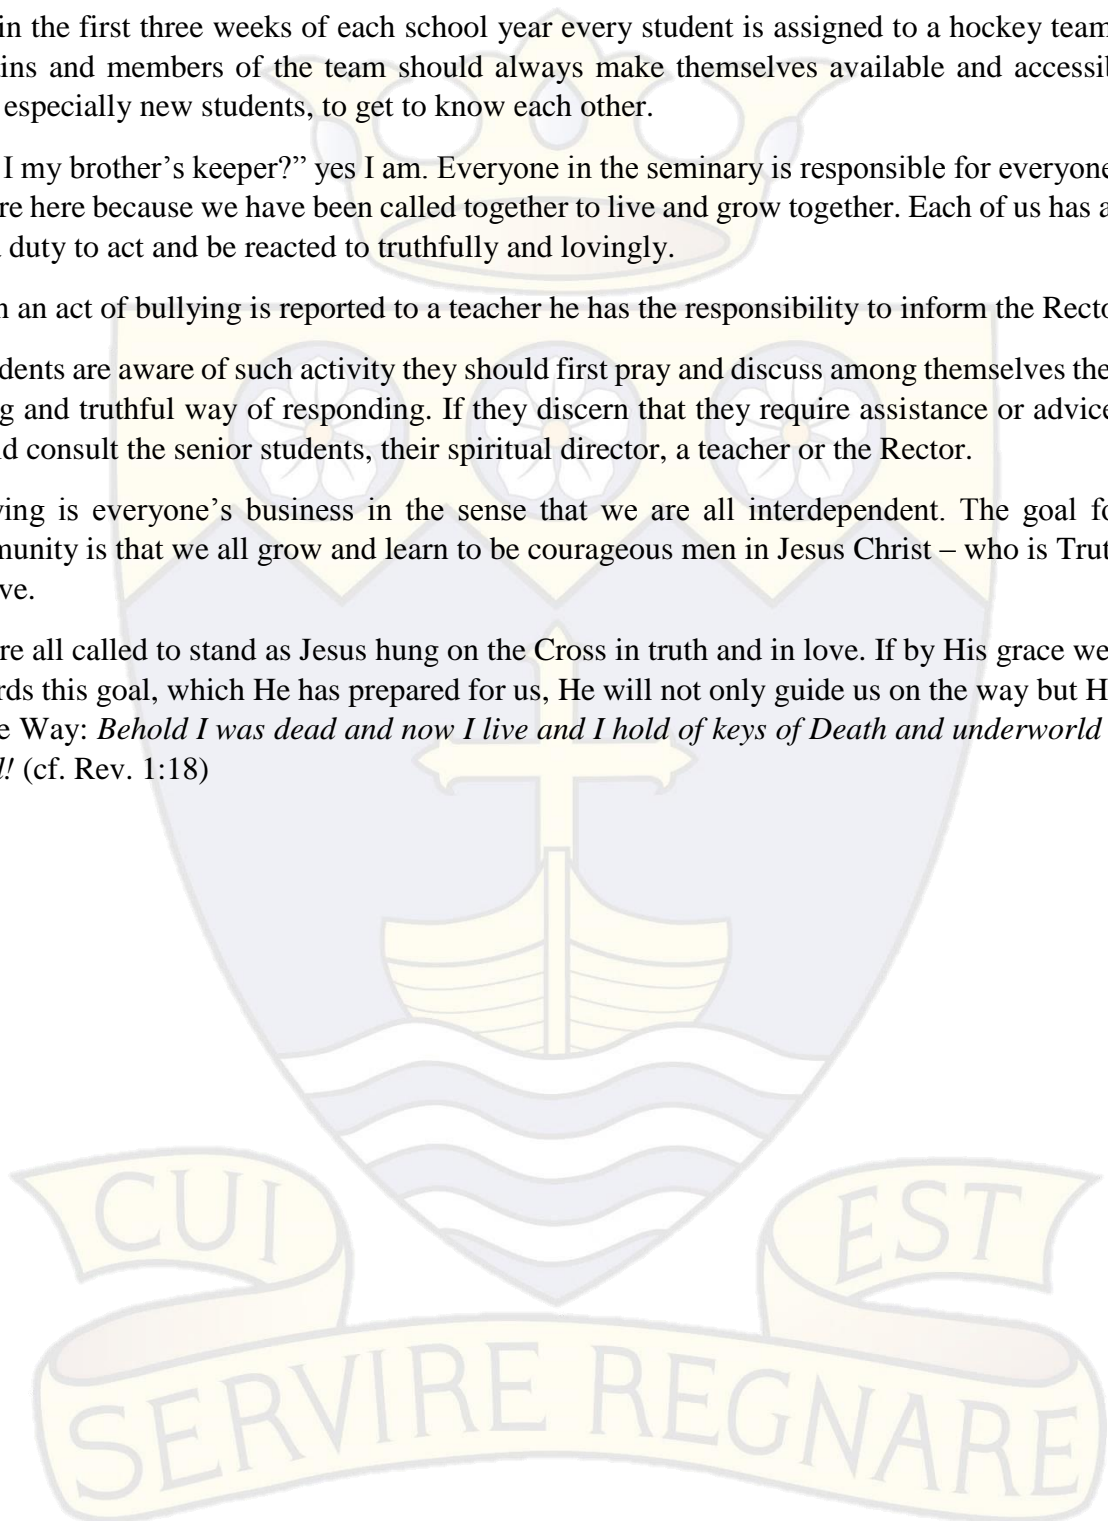 in the first three weeks of each school year every student is assigned to a hockey team
ins and members of the team should always make themselves available and accessib
especially new students, to get to know each other.
I my brother’s keeper?” yes I am. Everyone in the seminary is responsible for everyone
re here because we have been called together to live and grow together. Each of us has a
duty to act and be reacted to truthfully and lovingly.
n an act of bullying is reported to a teacher he has the responsibility to inform the Recto
dents are aware of such activity they should first pray and discuss among themselves the
g and truthful way of responding. If they discern that they require assistance or advice
ld consult the senior students, their spiritual director, a teacher or the Rector.
ying is everyone’s business in the sense that we are all interdependent. The goal fo
munity is that we all grow and learn to be courageous men in Jesus Christ – who is Trut
ve.
re all called to stand as Jesus hung on the Cross in truth and in love. If by His grace we
rds this goal, which He has prepared for us, He will not only guide us on the way but H
e Way: Behold I was dead and now I live and I hold of keys of Death and underworld
d! (cf. Rev. 1:18)
CUI EST
SERVIRE REGNARE